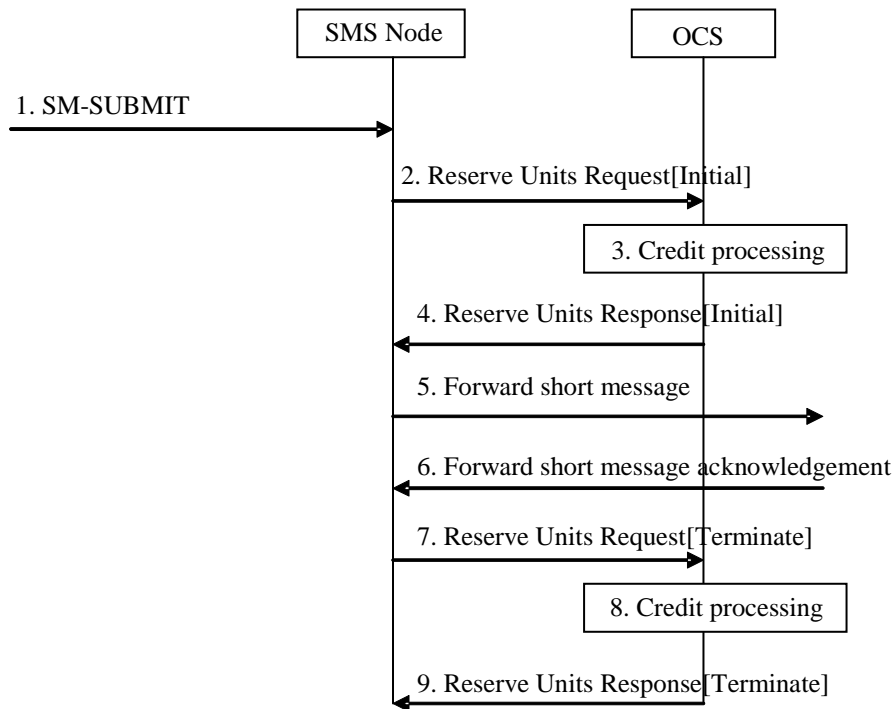 SMS Node
OCS
1. SM-SUBMIT
2. Reserve Units Request[Initial]
3. Credit processing
4. Reserve Units Response[Initial]
5. Forward short message
6. Forward short message acknowledgement
7. Reserve Units Request[Terminate]
8. Credit processing
9. Reserve Units Response[Terminate]